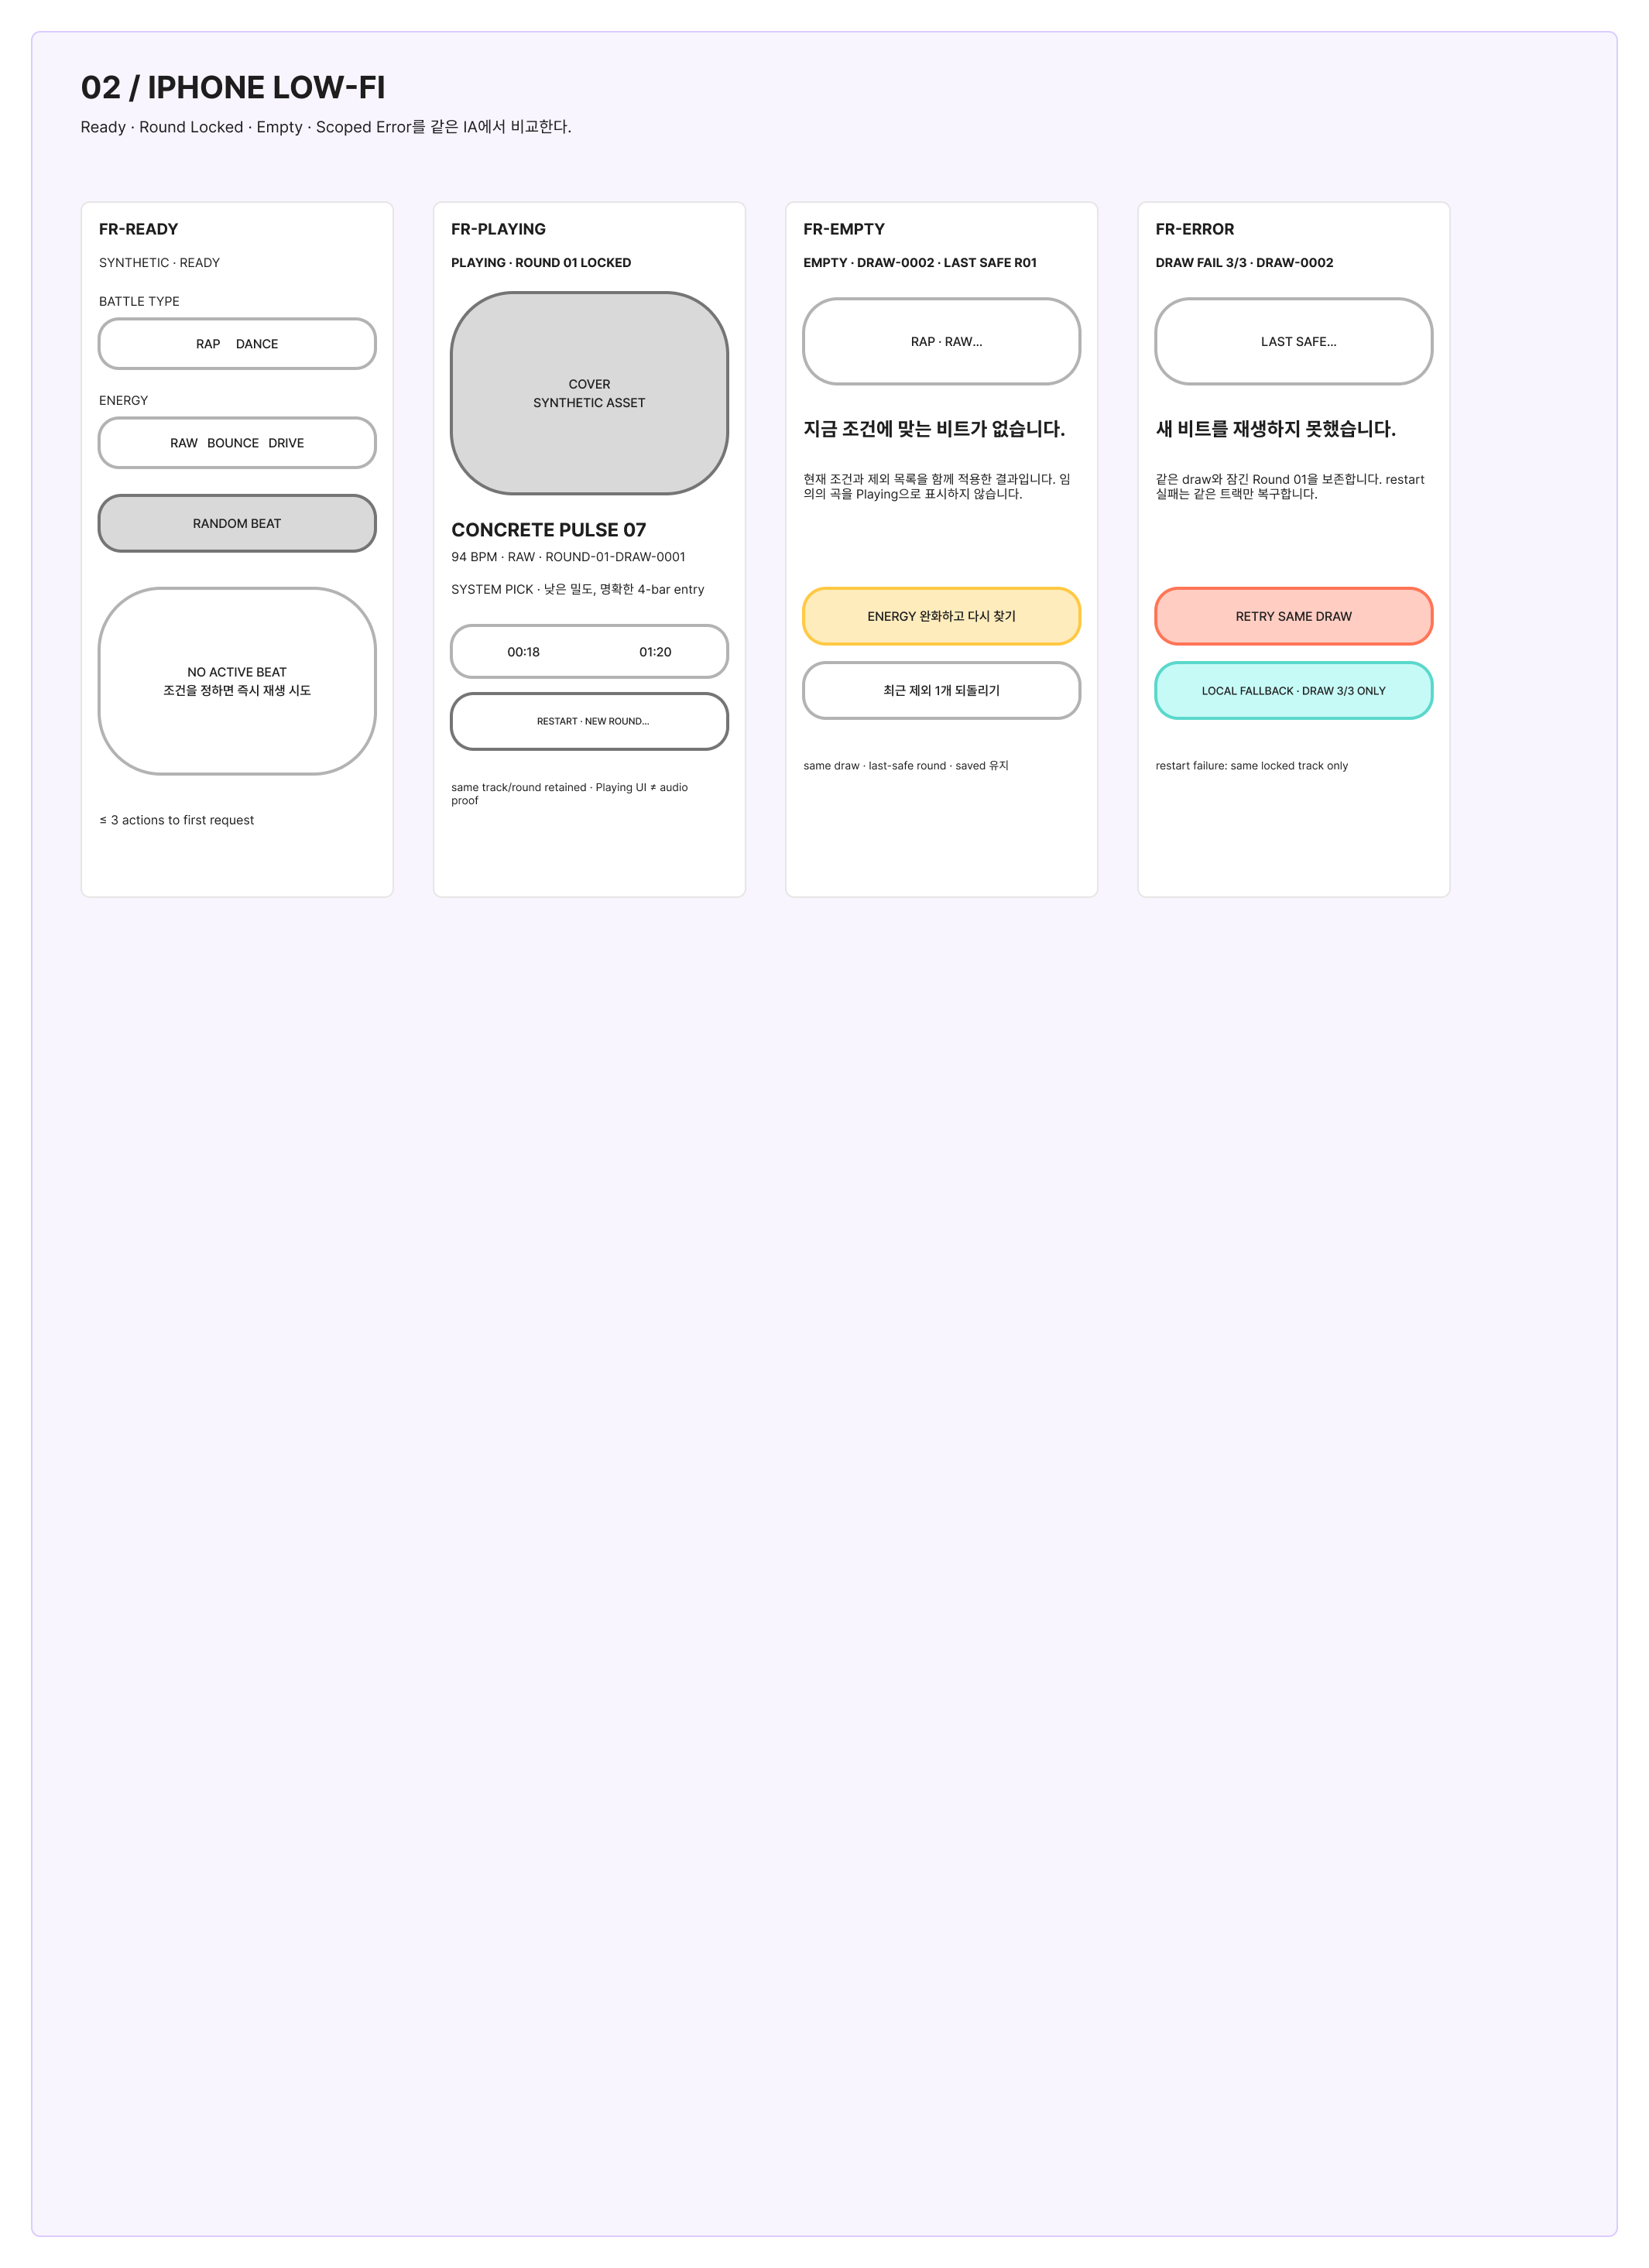 02 / IPHONE LOW-FI
Ready · Round Locked · Empty · Scoped Error를 같은 IA에서 비교한다.
FR-READY
SYNTHETIC · READY
BATTLE TYPE
RAP DANCE
ENERGY
RAW BOUNCE DRIVE
RANDOM BEAT
NO ACTIVE BEAT
조건을 정하면 즉시 재생 시도
≤ 3 actions to first request
FR-PLAYING
PLAYING · ROUND 01 LOCKED
COVER
SYNTHETIC ASSET
CONCRETE PULSE 07
94 BPM · RAW · ROUND-01-DRAW-0001
SYSTEM PICK · 낮은 밀도, 명확한 4-bar entry
00:18 01:20
RESTART · NEW ROUND...
same track/round retained · Playing UI ≠ audio
proof
FR-EMPTY
EMPTY · DRAW-0002 · LAST SAFE R01
RAP · RAW...
지금 조건에 맞는 비트가 없습니다.
현재 조건과 제외 목록을 함께 적용한 결과입니다. 임
의의 곡을 Playing으로 표시하지 않습니다.
ENERGY 완화하고 다시 찾기
최근 제외 1개 되돌리기
same draw · last-safe round · saved 유지
FR-ERROR
DRAW FAIL 3/3 · DRAW-0002
LAST SAFE...
새 비트를 재생하지 못했습니다.
같은 draw와 잠긴 Round 01을 보존합니다. restart
실패는 같은 트랙만 복구합니다.
RETRY SAME DRAW
LOCAL FALLBACK · DRAW 3/3 ONLY
restart failure: same locked track only